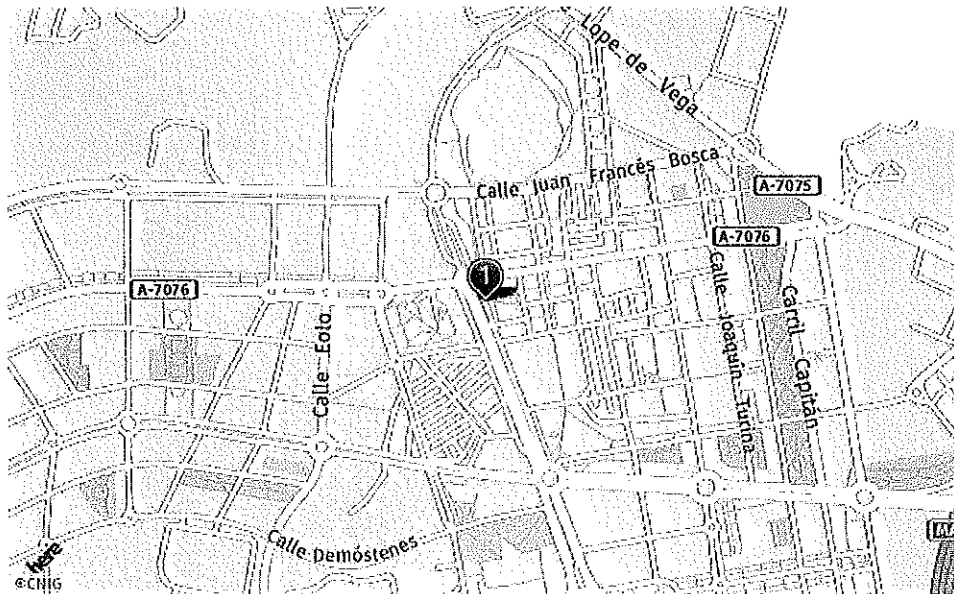 Lope de Vega
Calle Juan Francés Bosca
A-7075
A-7076
1
A-7076
Calle Eolo
Calle Joaquín Turina
Carril Capitán
Calle Demóstenes
MA
here
©CNIG